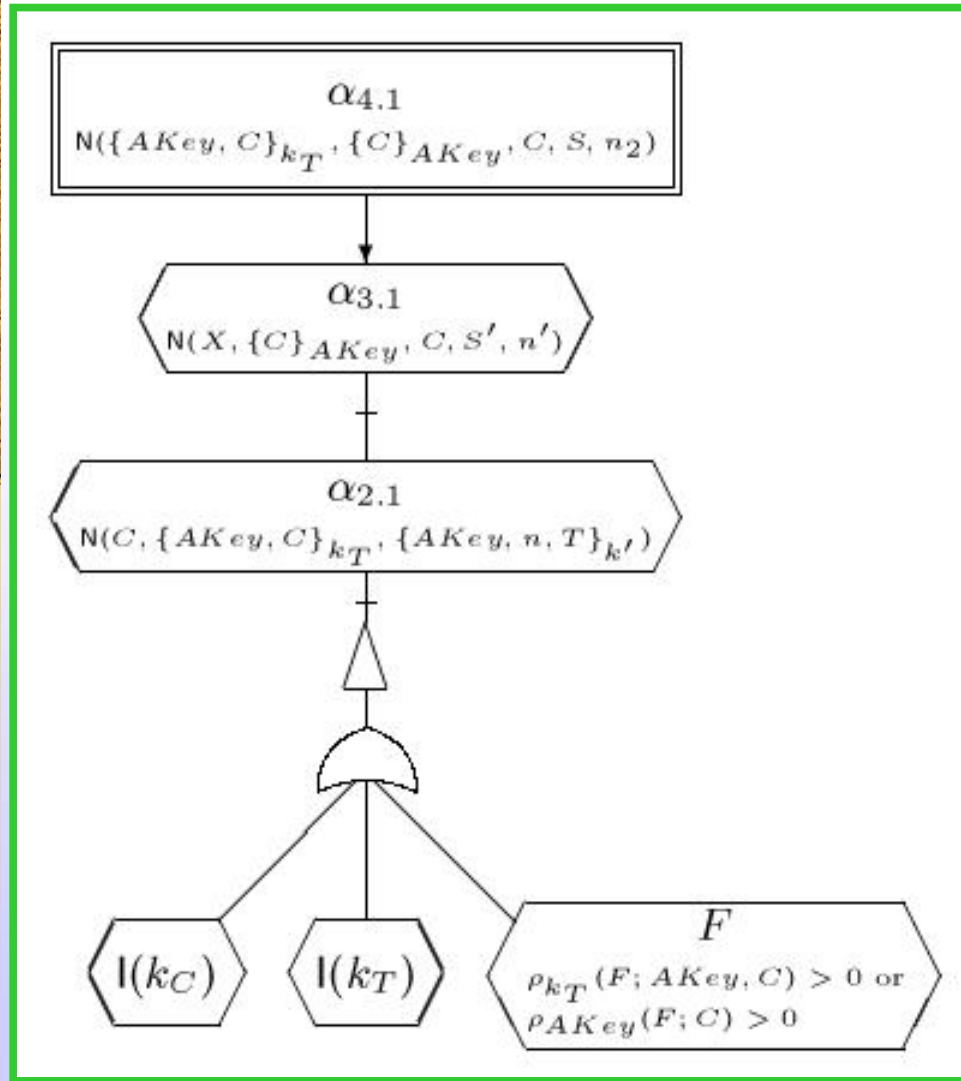 α4.1
N({AKey, C}kT, {C}AKey, C, S, n2)
α3.1
N(X, {C}AKey, C, S′, n′)
α2.1
N(C, {AKey, C}kT, {AKey, n, T}k′)
I(kC) I(kT)
F
ρkT(F; AKey, C) > 0 or
ρAKey(F; C) > 0